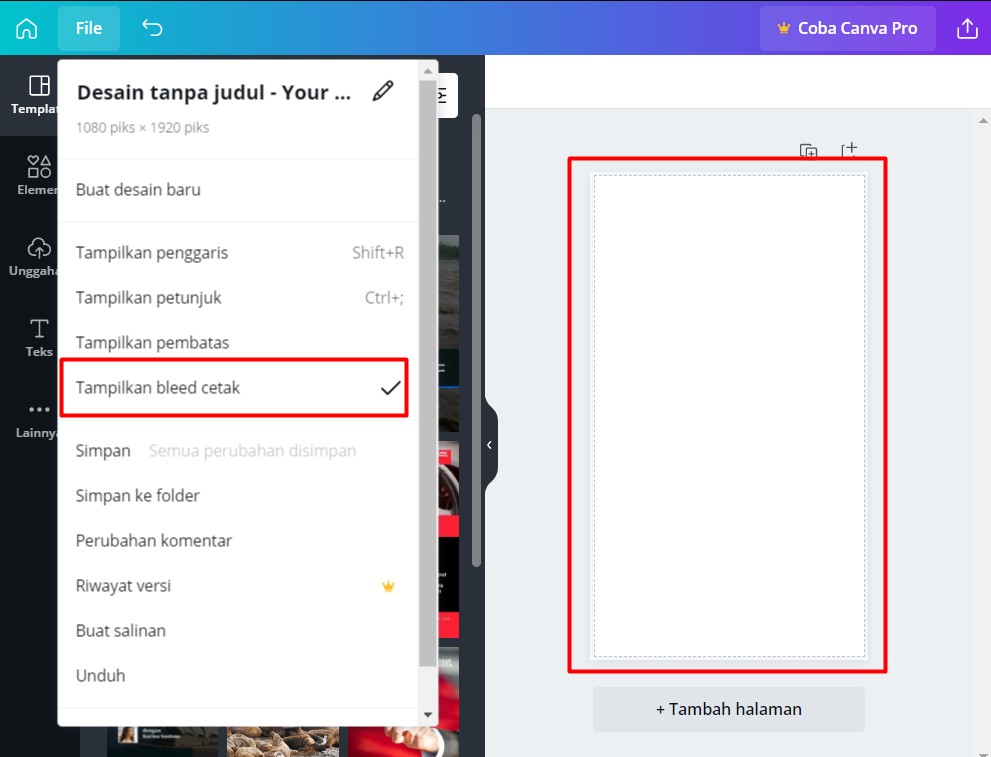 File
Coba Canva Pro
Desain tanpa judul - Your ...
1080 piks × 1920 piks
Buat desain baru
Tampilkan penggaris Shift+R
Tampilkan petunjuk Ctrl+;
Tampilkan pembatas
Tampilkan bleed cetak
Simpan Semua perubahan disimpan
Simpan ke folder
Perubahan komentar
Riwayat versi
Buat salinan
Unduh
Templat
Elemen
Unggaha
Teks
Lainnya
+ Tambah halaman
dengan